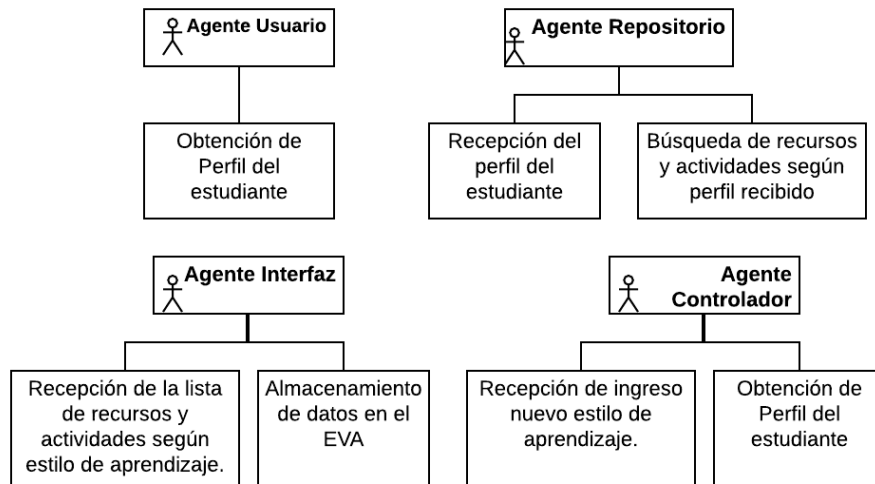 Agente Usuario
Obtención de
Perfil del
estudiante
Agente Repositorio
Recepción del
perfil del
estudiante
Búsqueda de recursos
y actividades según
perfil recibido
Agente Interfaz
Recepción de la lista
de recursos y
actividades según
estilo de aprendizaje.
Almacenamiento
de datos en el
EVA
Agente
Controlador
Recepción de ingreso
nuevo estilo de
aprendizaje.
Obtención de
Perfil del
estudiante